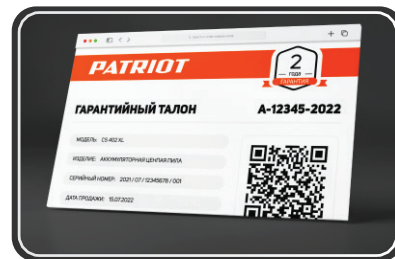 PATRIOT
2
ГОДА
ГАРАНТИЯ
ГАРАНТИЙНЫЙ ТАЛОН
A-12345-2022
МОДЕЛЬ: CS 402 XL
ИЗДЕЛИЕ: АККУМУЛЯТОРНАЯ ЦЕПНАЯ ПИЛА
СЕРИЙНЫЙ НОМЕР: 2021 / 07 / 12345678 / 001
ДАТА ПРОДАЖИ: 15.07.2022